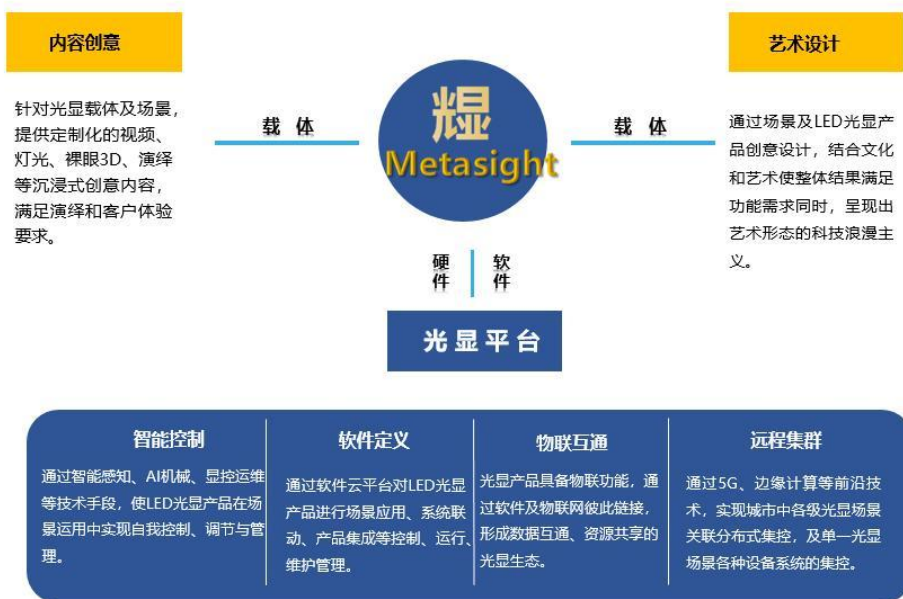 内容创意
针对光显载体及场景，
提供定制化的视频、
灯光、裸眼3D、演绎
等沉浸式创意内容，
满足演绎和客户体验
要求。
载 体
Metasight
载 体
艺术设计
通过场景及LED光显产
品创意设计，结合文化
和艺术使整体结果满足
功能需求同时，呈现出
艺术形态的科技浪漫主
义。
硬件
软件
光显平台
智能控制
通过智能感知、AI机械、显控运维
等技术手段，使LED光显产品在场
景运用中实现自我控制、调节与管
理。
软件定义
通过软件云平台对LED光显
产品进行场景应用、系统联
动、产品集成等控制、运行、
维护管理。
物联互通
光显产品具备物联功能，通
过软件及物联网彼此链接，
形成数据互通、资源共享的
光显生态。
远程集群
通过5G、边缘计算等前沿技
术，实现城市中各级光显场景
关联分布式集控，及单一光显
场景各种设备系统的集控。